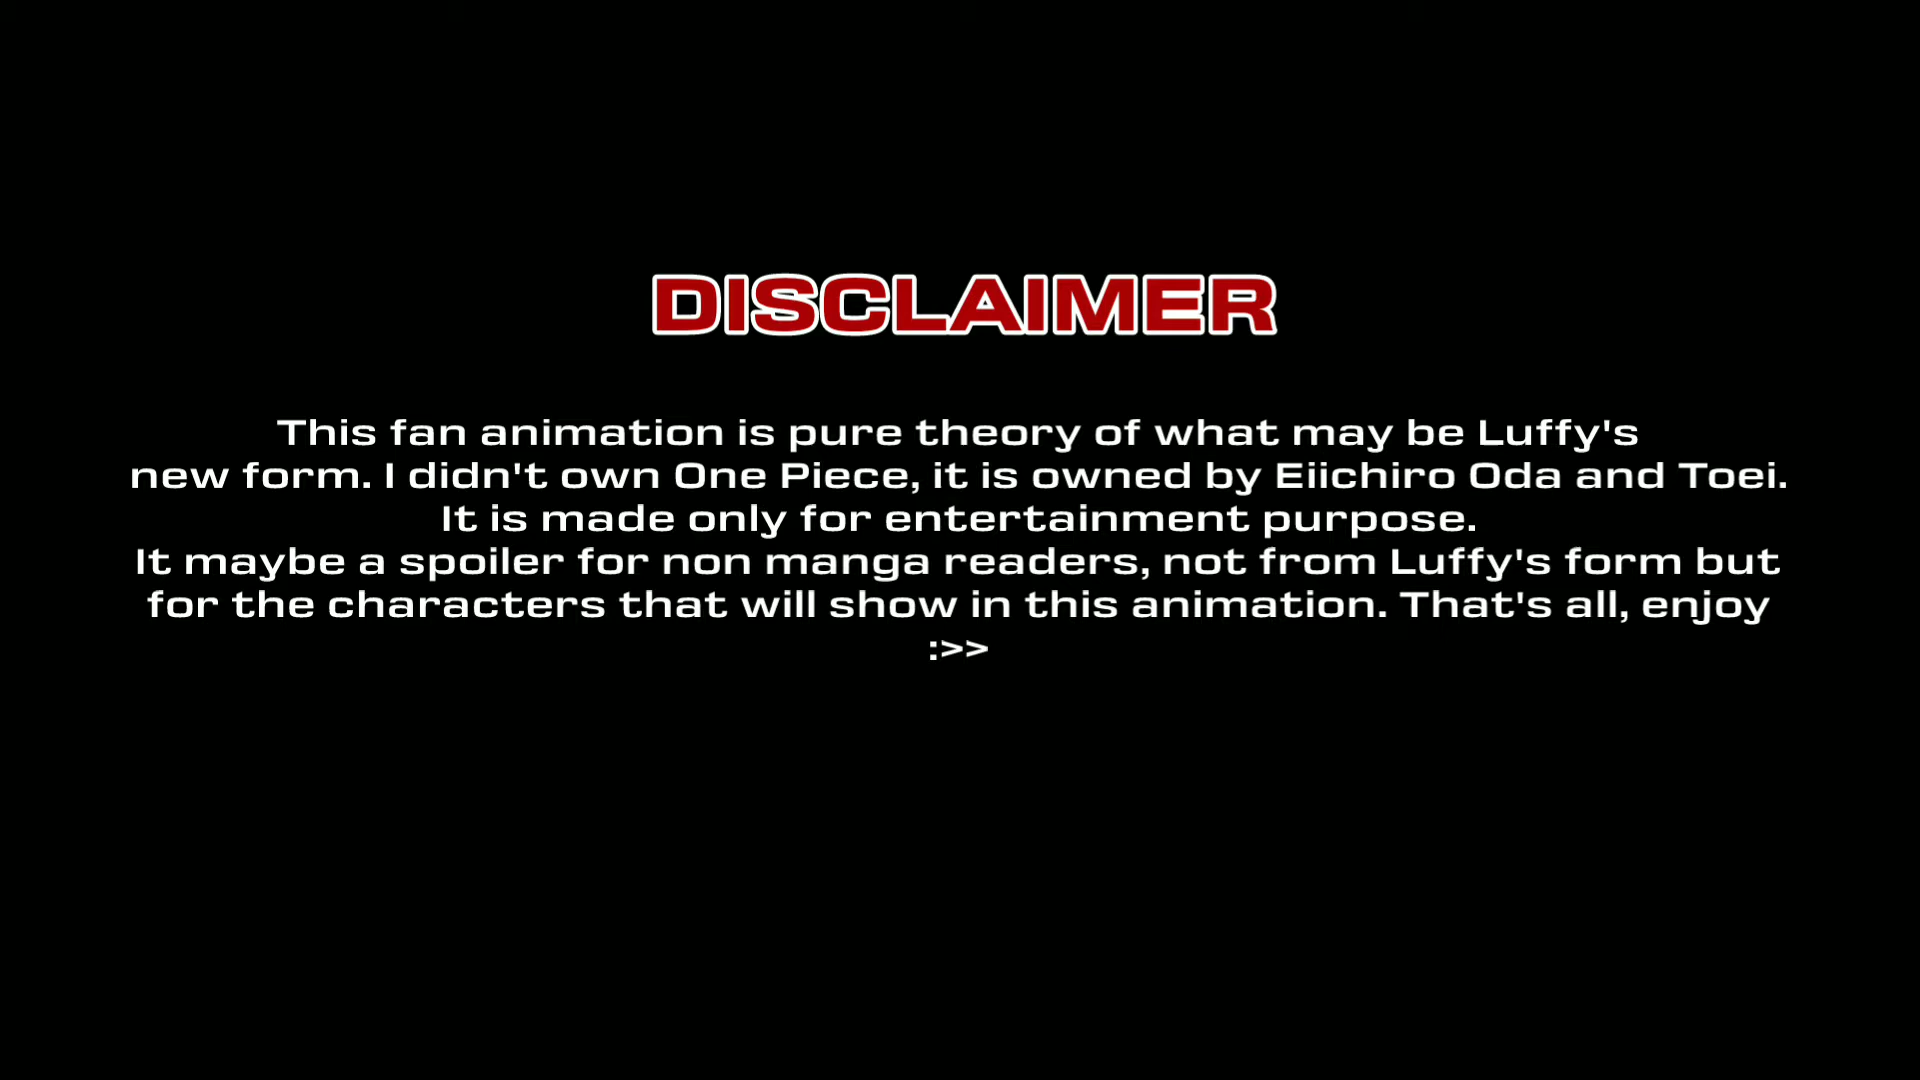 DISCLAIMER
This fan animation is pure theory of what may be Luffy's
new form. I didn't own One Piece, it is owned by Eiichiro Oda and Toei.
It is made only for entertainment purpose.
It maybe a spoiler for non manga readers, not from Luffy's form but
for the characters that will show in this animation. That's all, enjoy
:>>